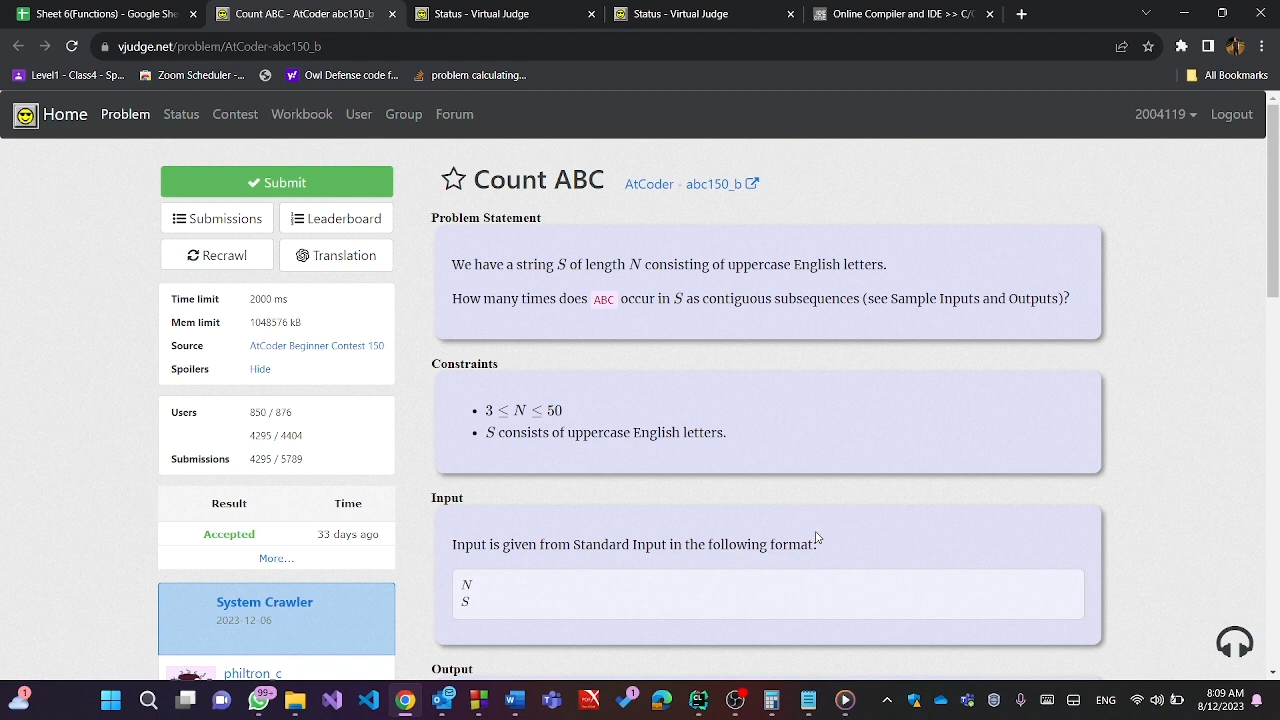 Sheet 6(Functions) - Google She
Count ABC - AtCoder abc150_b
Status - Virtual Judge
Status - Virtual Judge
Online Compiler and IDE >> C/C
vjudge.net/problem/AtCoder-abc150_b
Level1 - Class4 - Sp...
Zoom Scheduler -...
Owl Defense code f...
problem calculating...
All Bookmarks
Home
Problem
Status
Contest
Workbook
User
Group
Forum
2004119
Logout
Submit
Submissions
Leaderboard
Recrawl
Translation
Time limit 2000 ms
Mem limit 1048576 kB
Source AtCoder Beginner Contest 150
Spoilers Hide
Users 850 / 876
4295 / 4404
Submissions 4295 / 5789
Result Time
Accepted 33 days ago
More...
System Crawler
2023-12-06
philtron_c
Count ABC AtCoder - abc150_b
Problem Statement
We have a string S of length N consisting of uppercase English letters.
How many times does ABC occur in S as contiguous subsequences (see Sample Inputs and Outputs)?
Constraints
• 3 ≤ N ≤ 50
• S consists of uppercase English letters.
Input
Input is given from Standard Input in the following format:
N
S
Output
1
99+
ENG
8:09 AM
8/12/2023